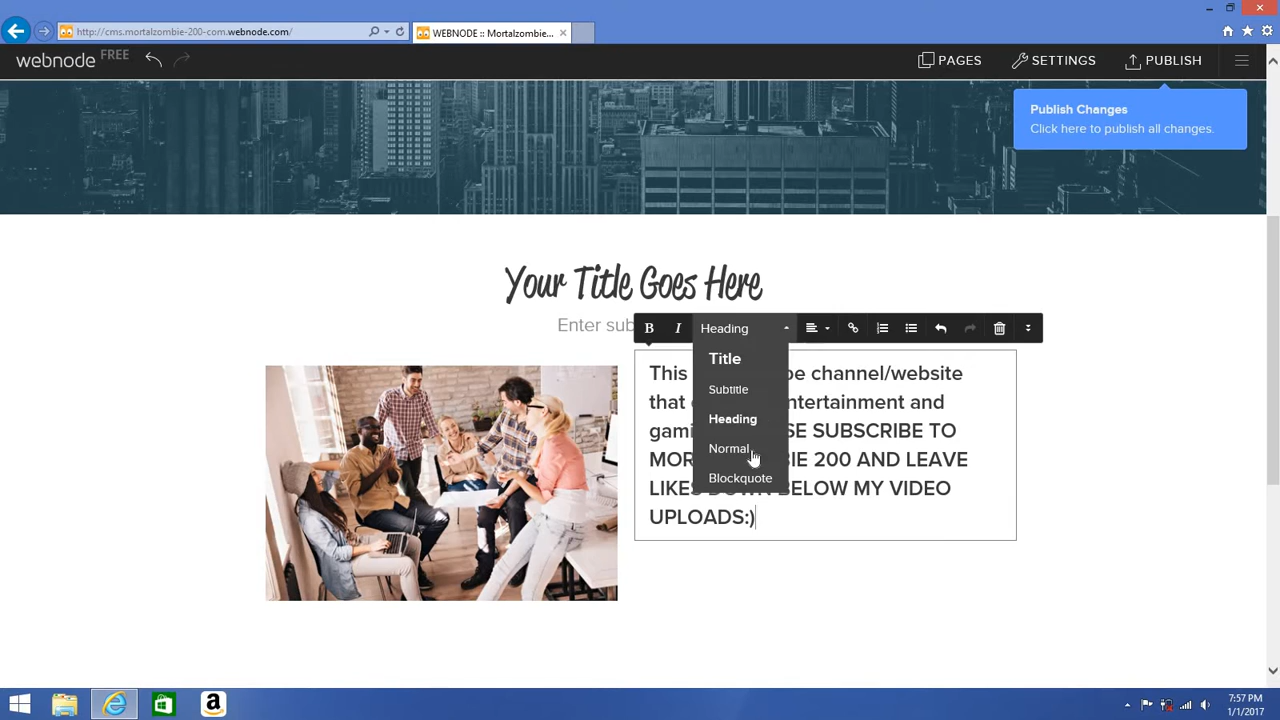 http://cms.mortalzombie-200-com.webnode.com/
WEBNODE :: Mortalzombie...
webnode FREE
PAGES
SETTINGS
PUBLISH
Publish Changes
Click here to publish all changes.
Your Title Goes Here
Enter sub
B I Heading
Title
Subtitle
Heading
Normal
Blockquote
This be channel/website
that ntertainment and
gami SE SUBSCRIBE TO
MOR IE 200 AND LEAVE
LIKES DOWN BELOW MY VIDEO
UPLOADS:)
a
7:57 PM
1/1/2017